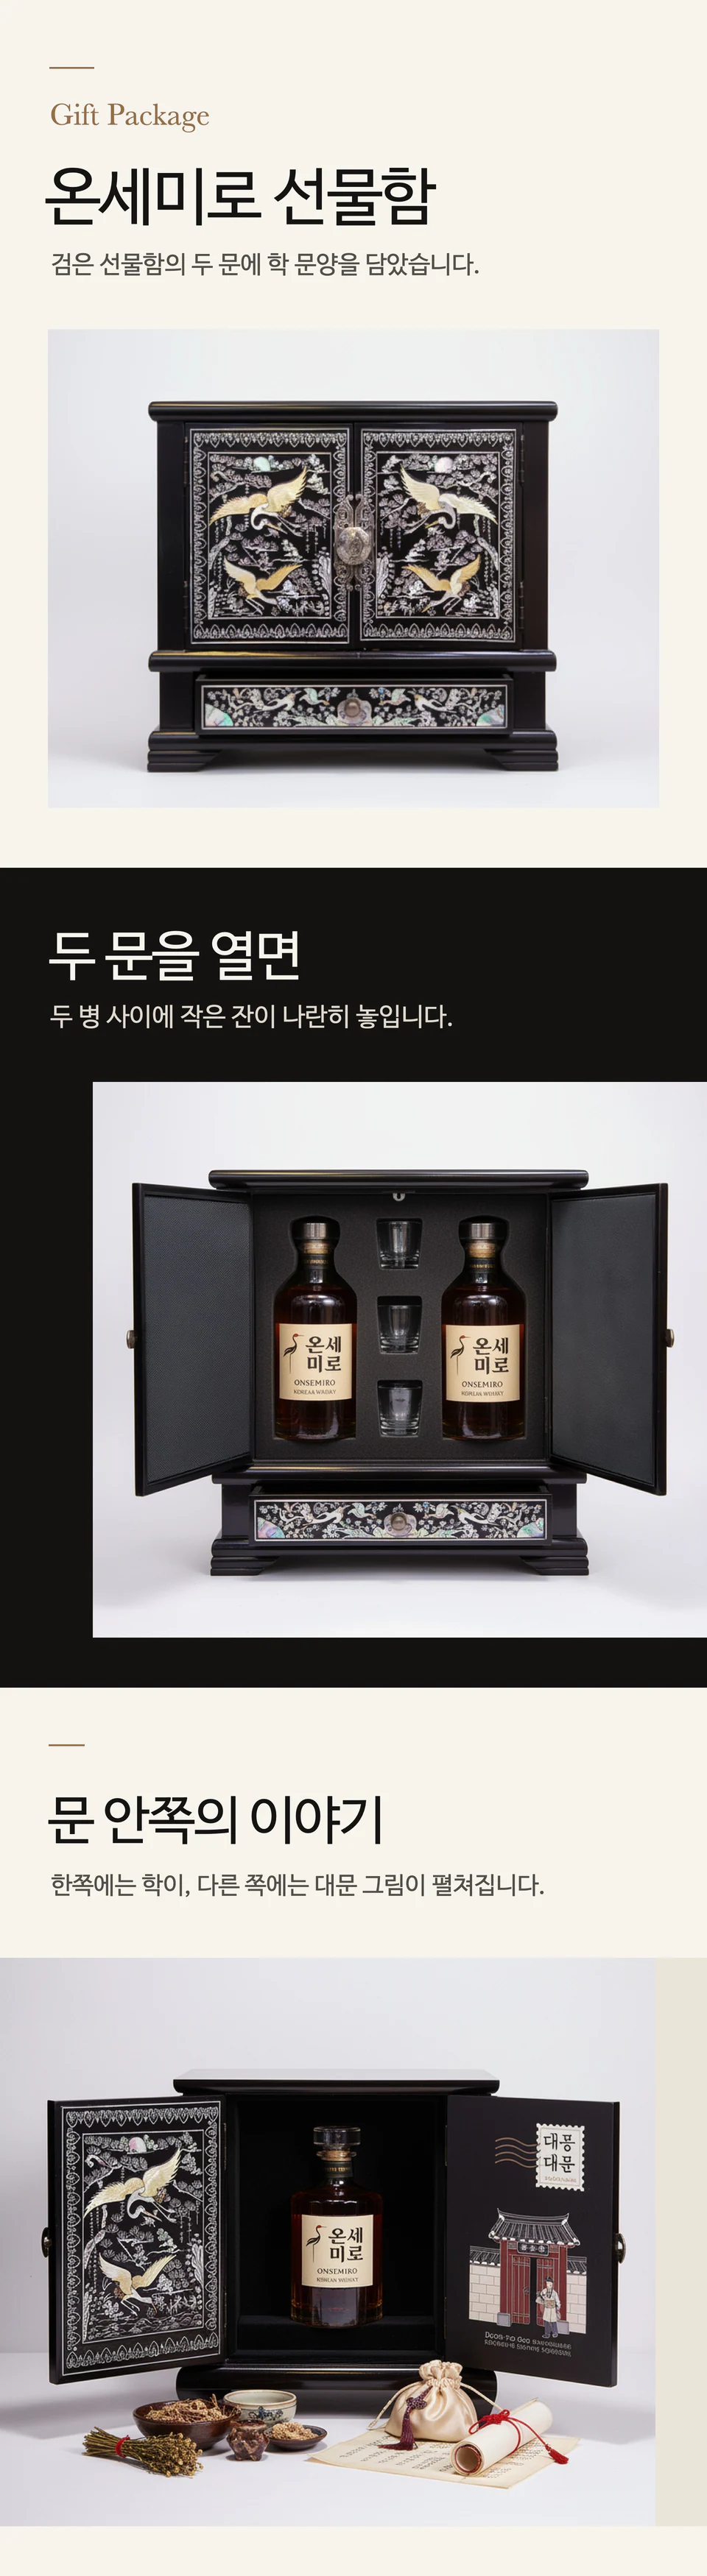 Gift Package
온세미로 선물함
검은 선물함의 두 문에 학 문양을 담았습니다.
두 문을 열면
두 병 사이에 작은 잔이 나란히 놓입니다.
온세
미로
ONSEMIRO
온세
미로
ONSEMIRO
KORLAN WHISKY
문 안쪽의 이야기
한쪽에는 학이, 다른 쪽에는 대문 그림이 펼쳐집니다.
대문
온세
미로
ONSEMIRO
KOREAN WHISKY